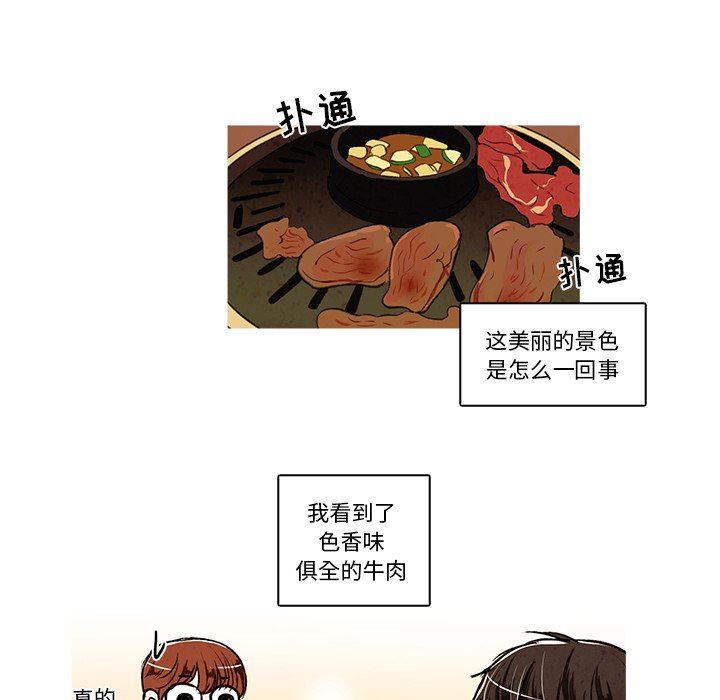 扑通
扑通
这美丽的景色
是怎么一回事
我看到了
色香味
俱全的牛肉
真的